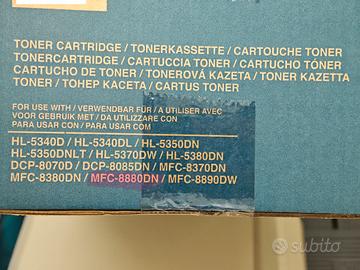 TONER CARTRIDGE / TONERKASSETTE / CARTOUCHE TONER
TONERCARTRIDGE / CARTUCCIA TONER / CARTUCHO TÓNER
CARTUCHO DE TONER / TONEROVÁ KAZETA / TONER KAZETTA
TONER / ТОНЕР КАСЕТА / CARTUS TONER
FOR USE WITH / VERWENDBAR FÜR / A UTILISER AVEC
VOOR GEBRUIK MET / DA UTILIZZARE CON
PARA USAR CON / PARA USAR COM
HL-5340D / HL-5340DL / HL-5350DN
HL-5350DNLT / HL-5370DW / HL-5380DN
DCP-8070D / DCP-8085DN / MFC-8370DN
MFC-8380DN / MFC-8880DN / MFC-8890DW
subito